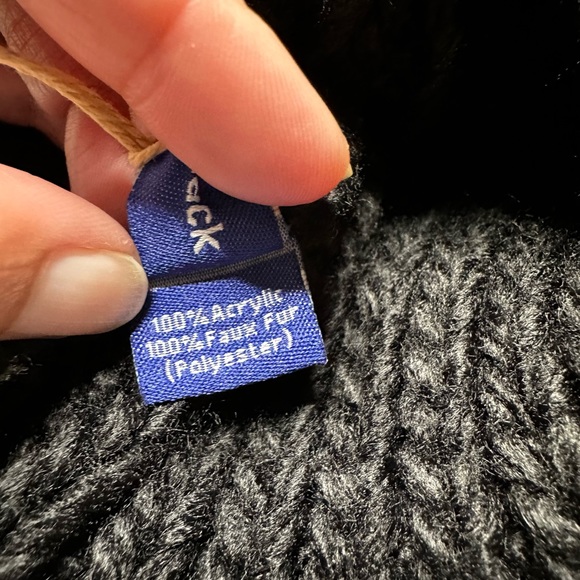 ack
100% Acrylic
100% Faux Fur
(Polyester)